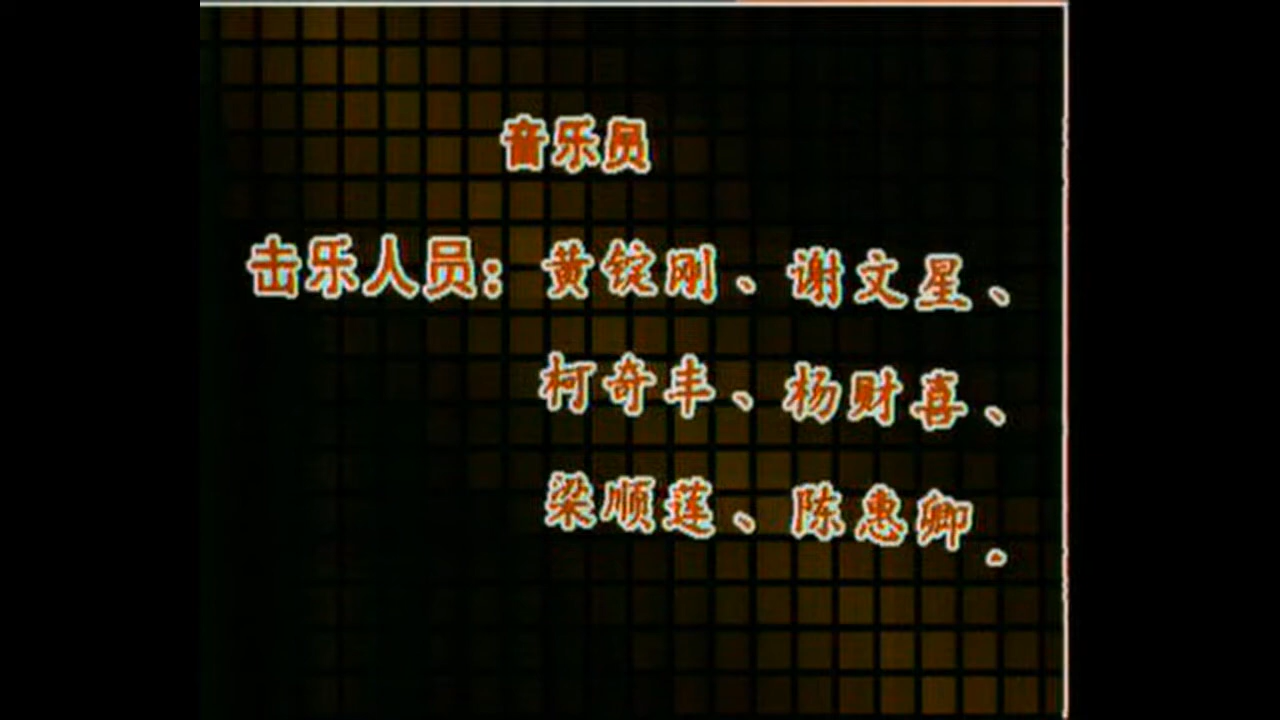 音乐员
击乐人员：黄锭刚、谢文星、
柯奇丰、杨财喜、
梁顺莲、陈惠卿.